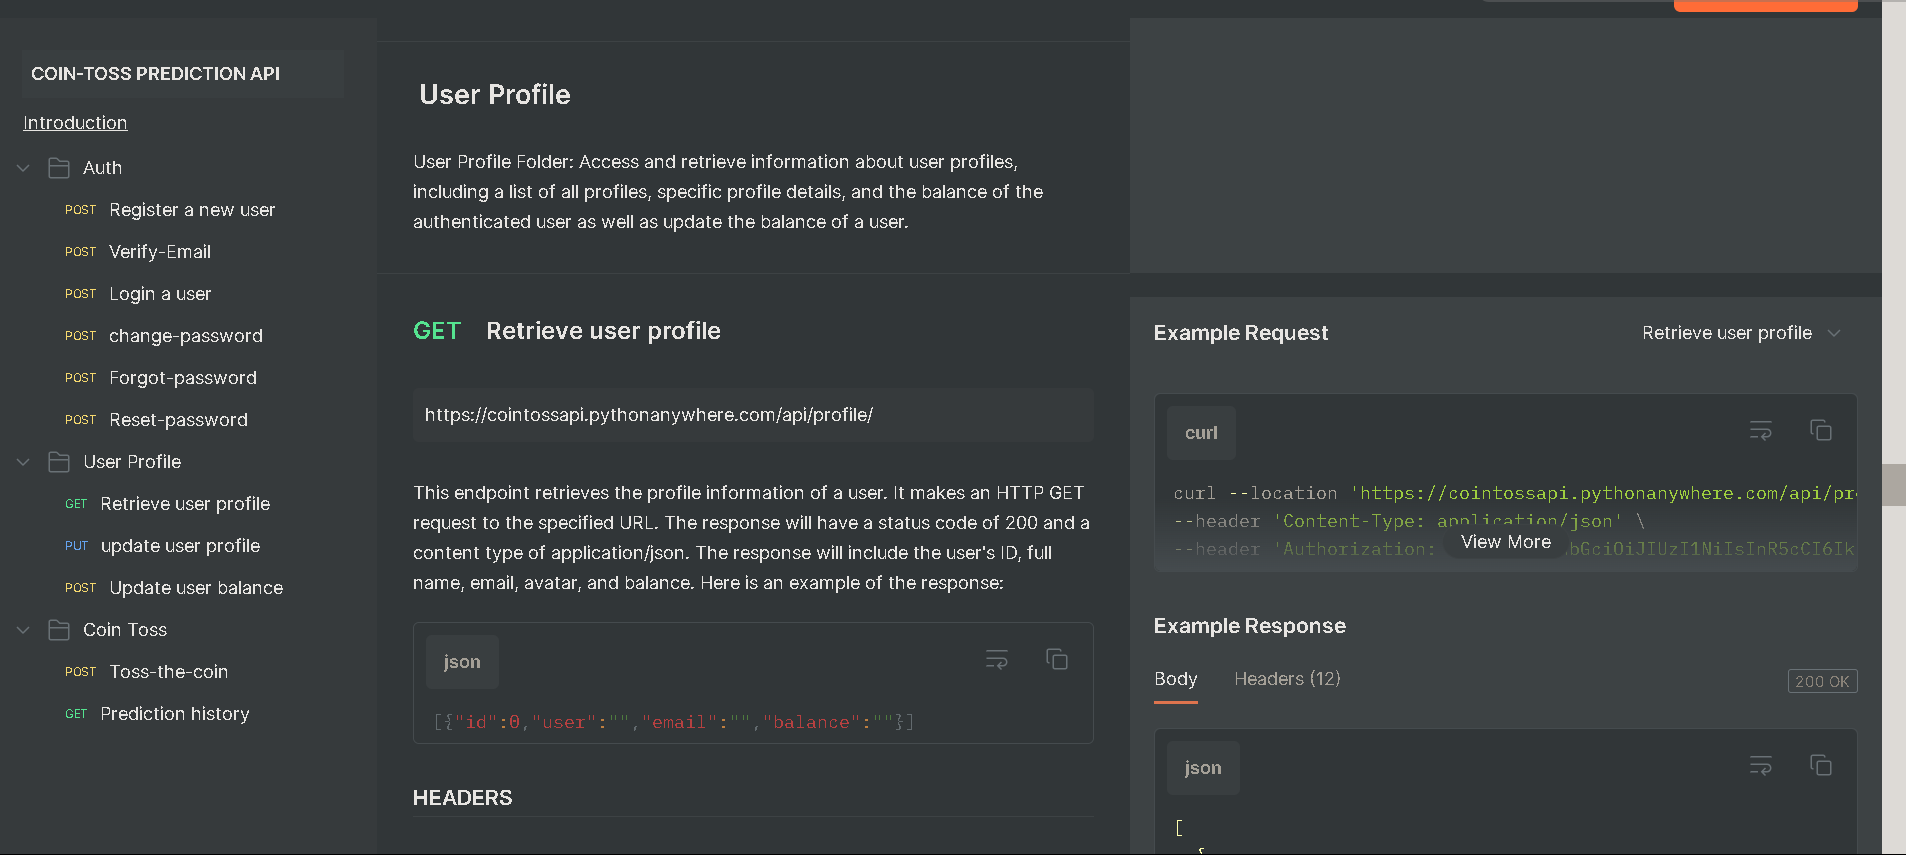 COIN-TOSS PREDICTION API
Introduction
Auth
POST Register a new user
POST Verify-Email
POST Login a user
POST change-password
POST Forgot-password
POST Reset-password
User Profile
GET Retrieve user profile
PUT update user profile
POST Update user balance
Coin Toss
POST Toss-the-coin
GET Prediction history
User Profile
User Profile Folder: Access and retrieve information about user profiles,
including a list of all profiles, specific profile details, and the balance of the
authenticated user as well as update the balance of a user.
GET Retrieve user profile
https://cointossapi.pythonanywhere.com/api/profile/
This endpoint retrieves the profile information of a user. It makes an HTTP GET
request to the specified URL. The response will have a status code of 200 and a
content type of application/json. The response will include the user's ID, full
name, email, avatar, and balance. Here is an example of the response:
json
[{"id":0,"user":"","email":"","balance":""}]
HEADERS
Example Request
Retrieve user profile
curl
curl --location 'https://cointossapi.pythonanywhere.com/api/pr
--header 'Content-Type: application/json' \
--header 'Authorization: bGciOiJIUzI1NiIsInR5cCI6Ik
View More
Example Response
Body Headers (12)
200 OK
json
[
{